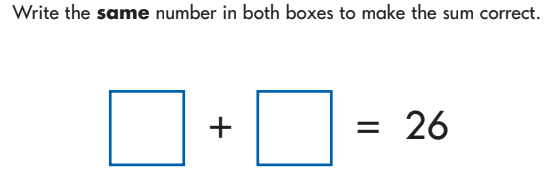 Write the same number in both boxes to make the sum correct.
+ = 26